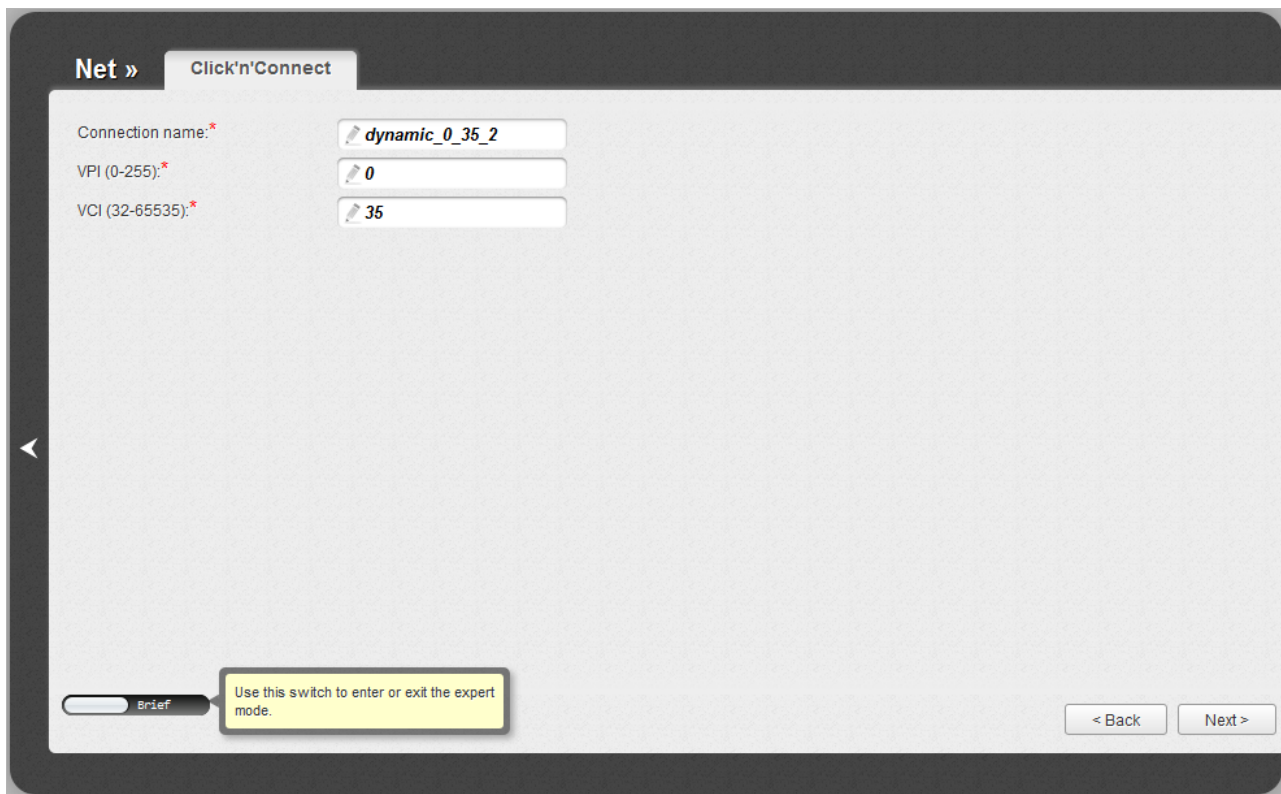 Net » Click'n'Connect
Connection name:* dynamic_0_35_2
VPI (0-255):* 0
VCI (32-65535):* 35
Brief
Use this switch to enter or exit the expert
mode.
< Back Next >